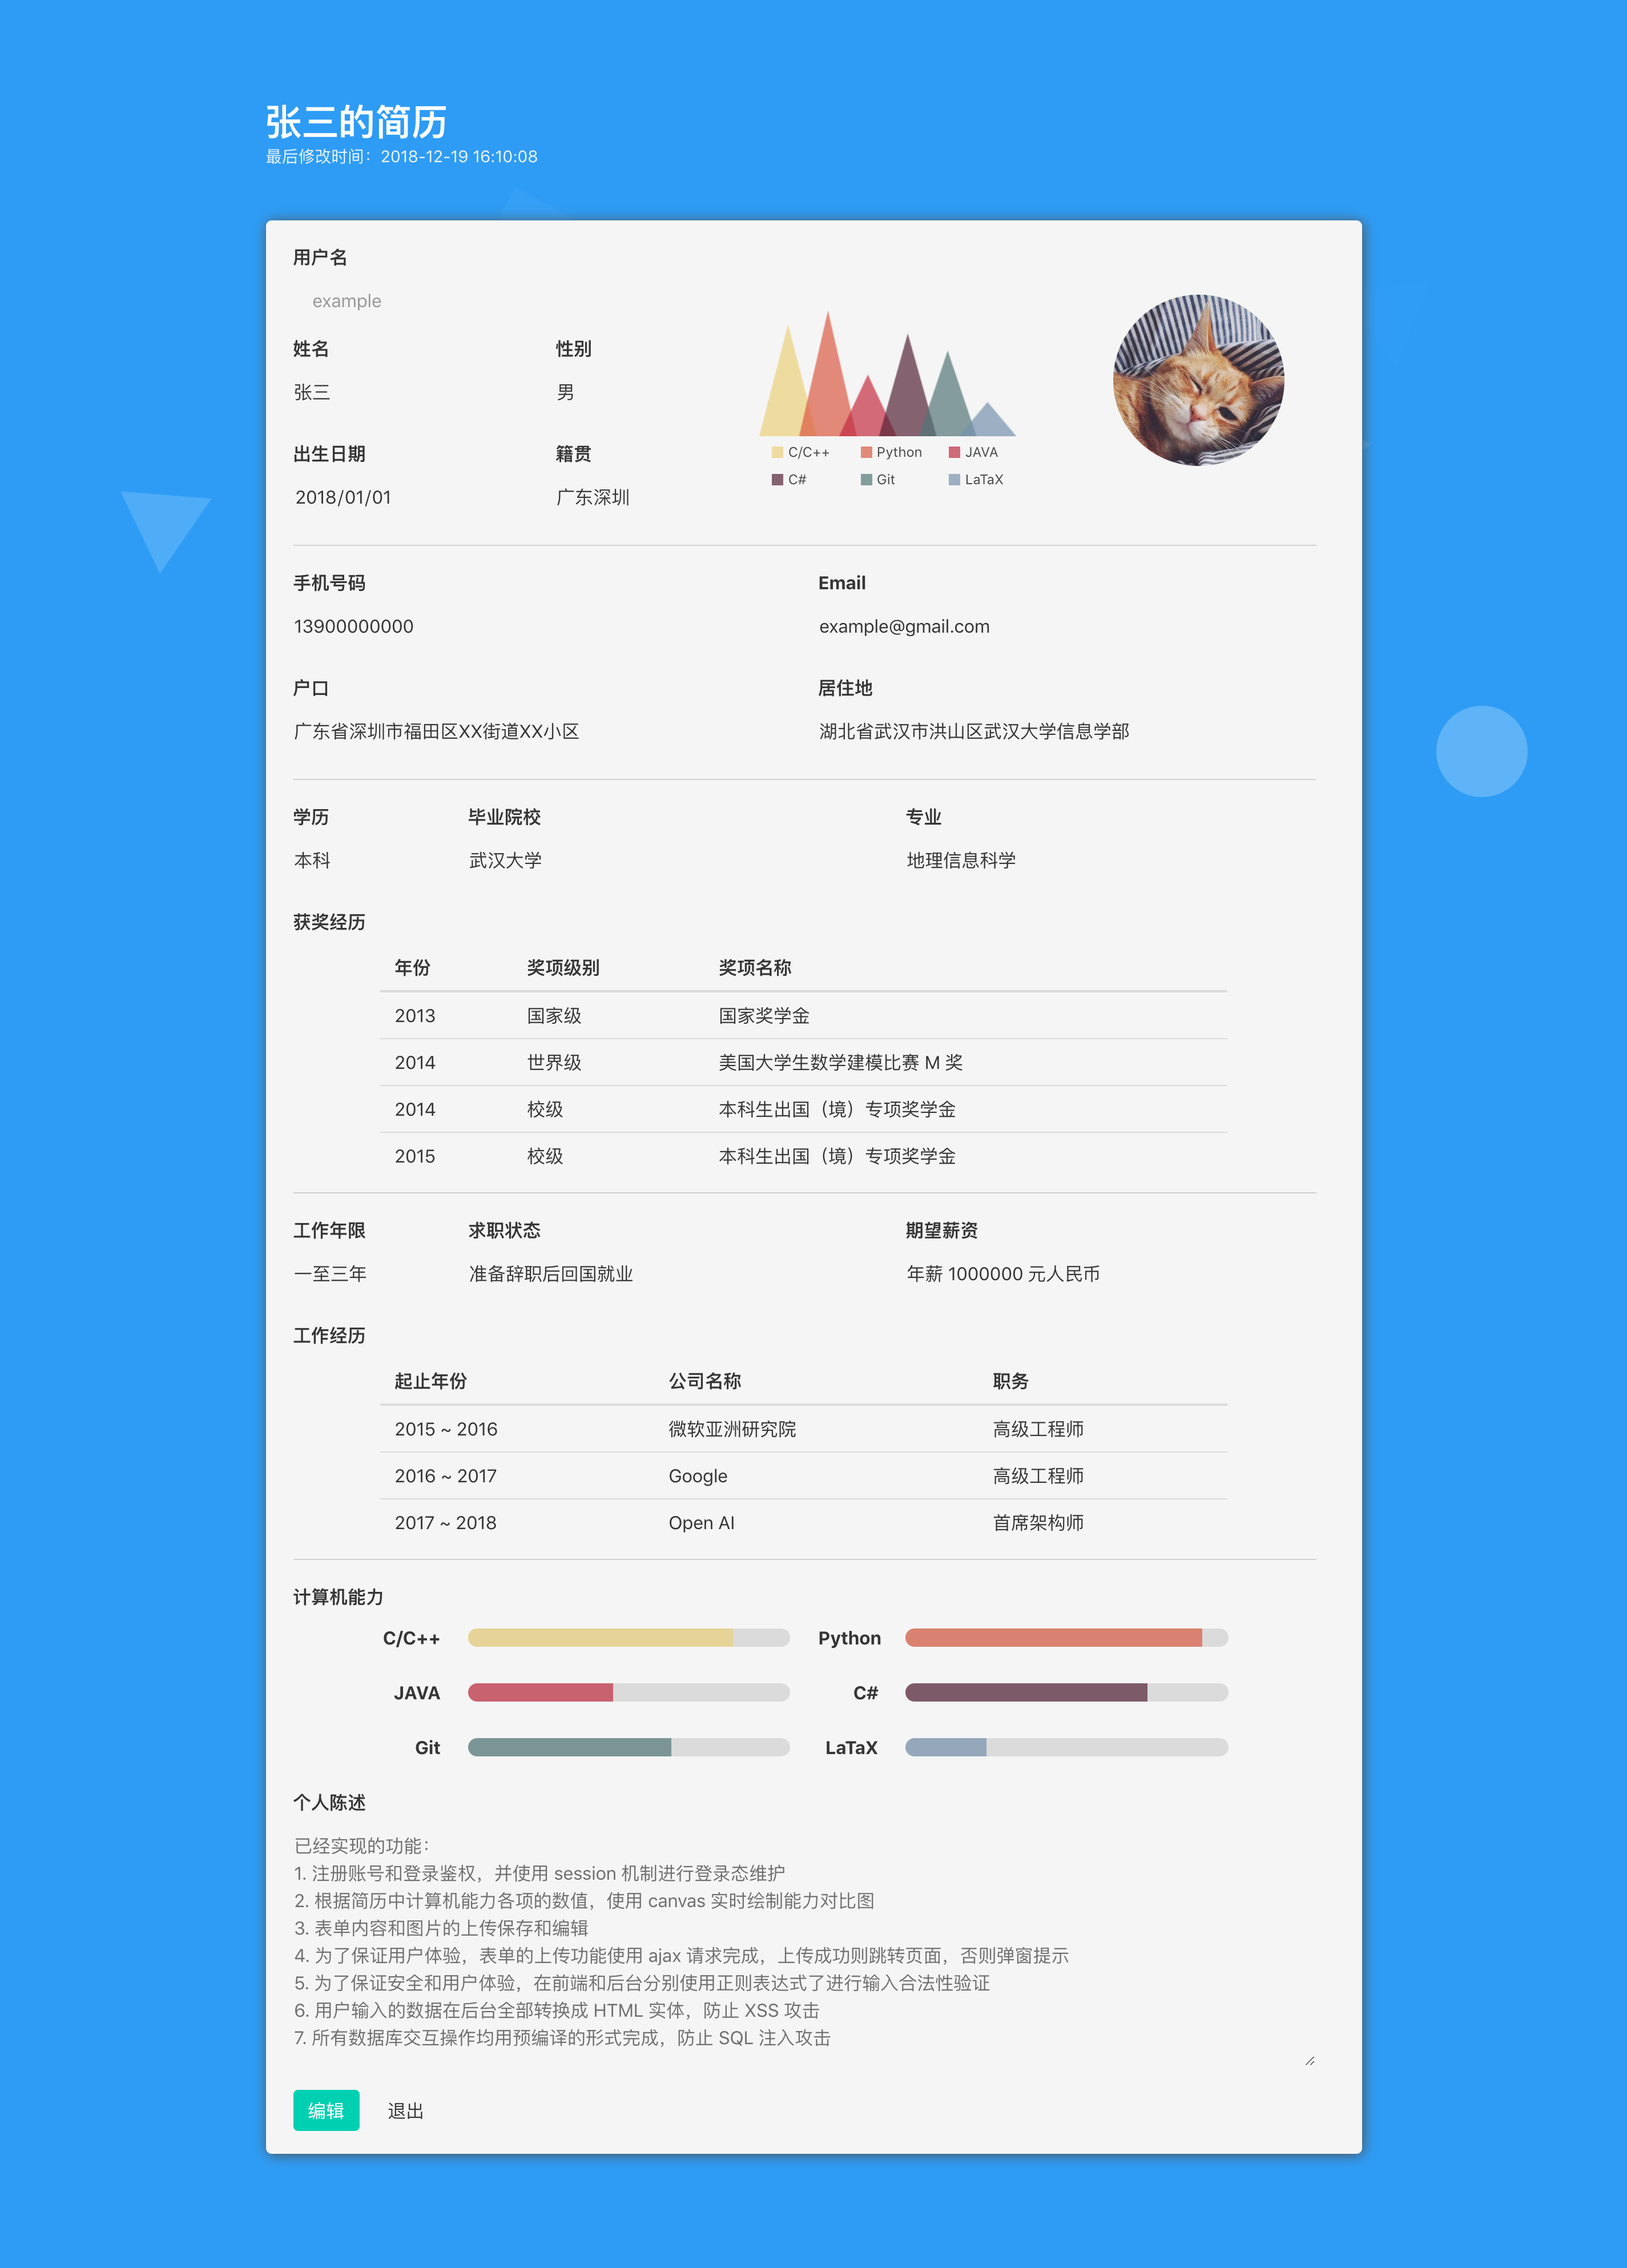 张三的简历
最后修改时间：2018-12-19 16:10:08
用户名
example
姓名 性别
张三 男
出生日期 籍贯
2018/01/01 广东深圳
C/C++ Python JAVA
C# Git LaTaX
手机号码 Email
13900000000 example@gmail.com
户口 居住地
广东省深圳市福田区XX街道XX小区 湖北省武汉市洪山区武汉大学信息学部
学历 毕业院校 专业
本科 武汉大学 地理信息科学
获奖经历
年份 奖项级别 奖项名称
2013 国家级 国家奖学金
2014 世界级 美国大学生数学建模比赛 M 奖
2014 校级 本科生出国（境）专项奖学金
2015 校级 本科生出国（境）专项奖学金
工作年限 求职状态 期望薪资
一至三年 准备辞职后回国就业 年薪 1000000 元人民币
工作经历
起止年份 公司名称 职务
2015 ~ 2016 微软亚洲研究院 高级工程师
2016 ~ 2017 Google 高级工程师
2017 ~ 2018 Open AI 首席架构师
计算机能力
C/C++ Python
JAVA C#
Git LaTaX
个人陈述
已经实现的功能：
1. 注册账号和登录鉴权，并使用 session 机制进行登录态维护
2. 根据简历中计算机能力各项的数值，使用 canvas 实时绘制能力对比图
3. 表单内容和图片的上传保存和编辑
4. 为了保证用户体验，表单的上传功能使用 ajax 请求完成，上传成功则跳转页面，否则弹窗提示
5. 为了保证安全和用户体验，在前端和后台分别使用正则表达式了进行输入合法性验证
6. 用户输入的数据在后台全部转换成 HTML 实体，防止 XSS 攻击
7. 所有数据库交互操作均用预编译的形式完成，防止 SQL 注入攻击
编辑 退出